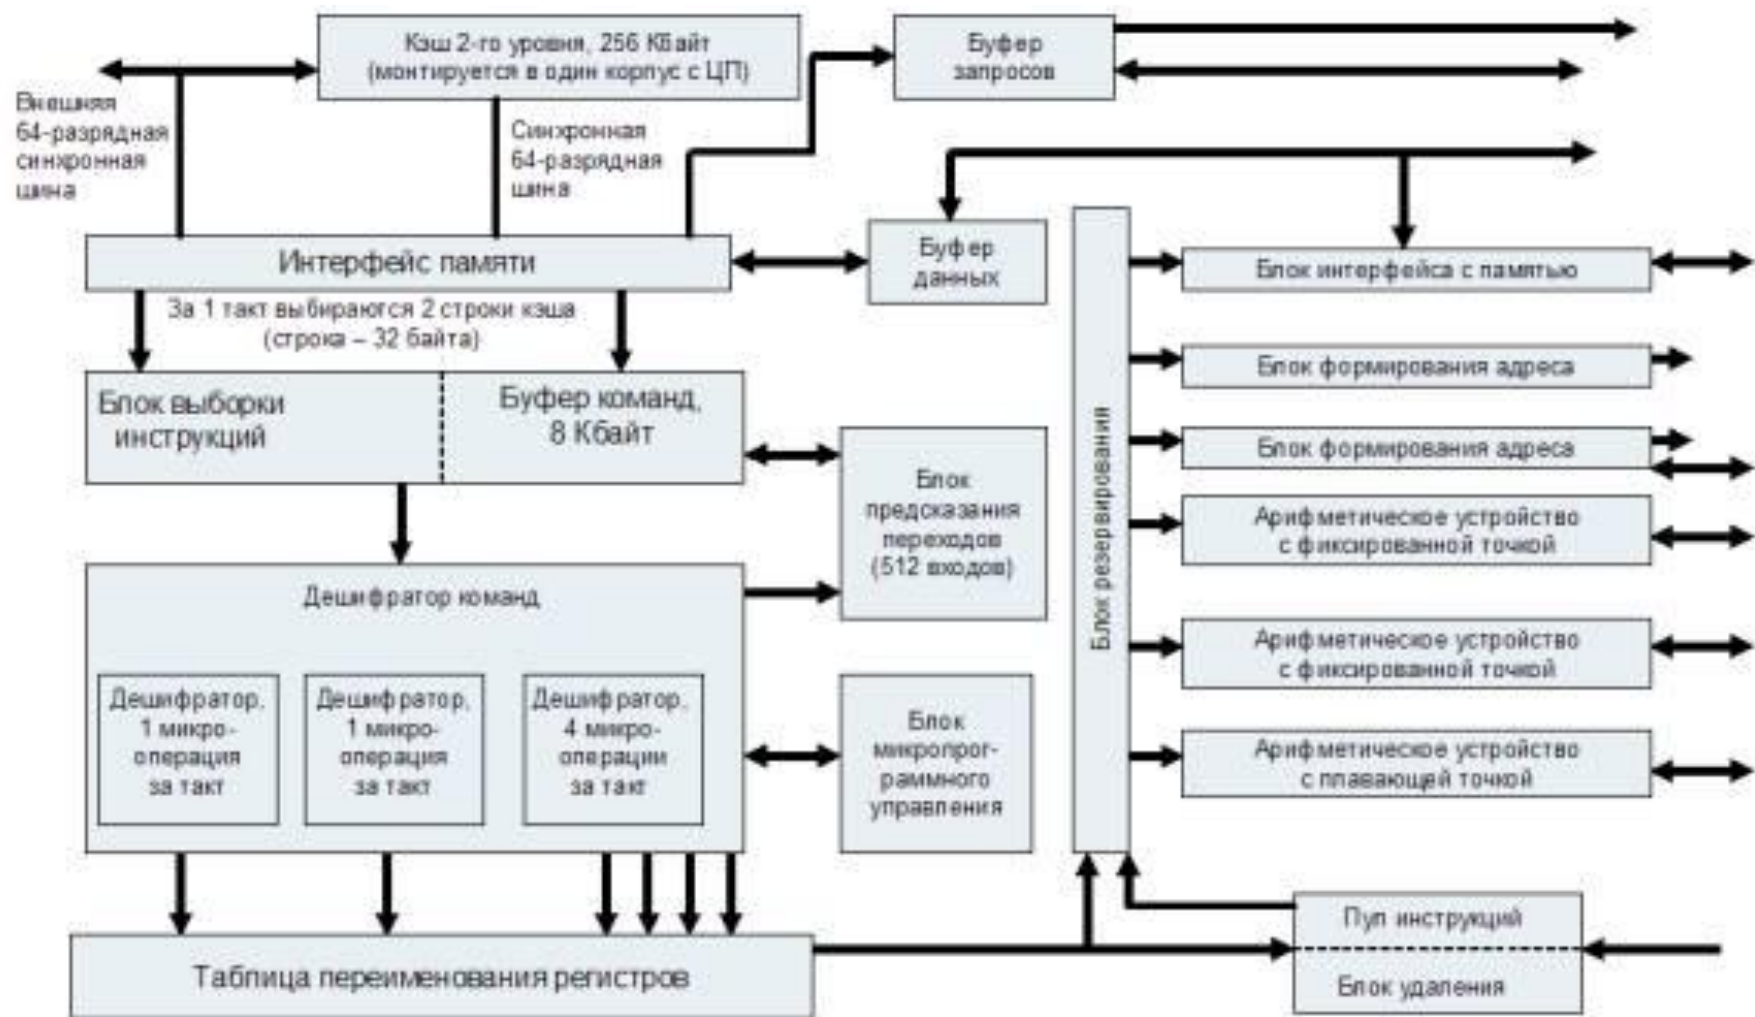 Кэш 2-го уровня, 256 Кбайт
(монтируется в один корпус с ЦП)
Буфер
запросов
Внешняя
64-разрядная
синхронная
шина
Синхронная
64-разрядная
шина
Интерфейс памяти
Буфер
данных
Блок интерфейса с памятью
За 1 такт выбираются 2 строки кэша
(строка – 32 байта)
Блок выборки
инструкций
Буфер команд,
8 Кбайт
Блок
предсказания
переходов
(512 входов)
Блок резервирования
Блок формирования адреса
Блок формирования адреса
Арифметическое устройство
с фиксированной точкой
Дешифратор команд
Дешифратор,
1 микро-
операция
за такт
Дешифратор,
1 микро-
операция
за такт
Дешифратор,
4 микро-
операции
за такт
Блок
микропрог-
раммного
управления
Арифметическое устройство
с фиксированной точкой
Арифметическое устройство
с плавающей точкой
Таблица переименования регистров
Пул инструкций
Блок удаления